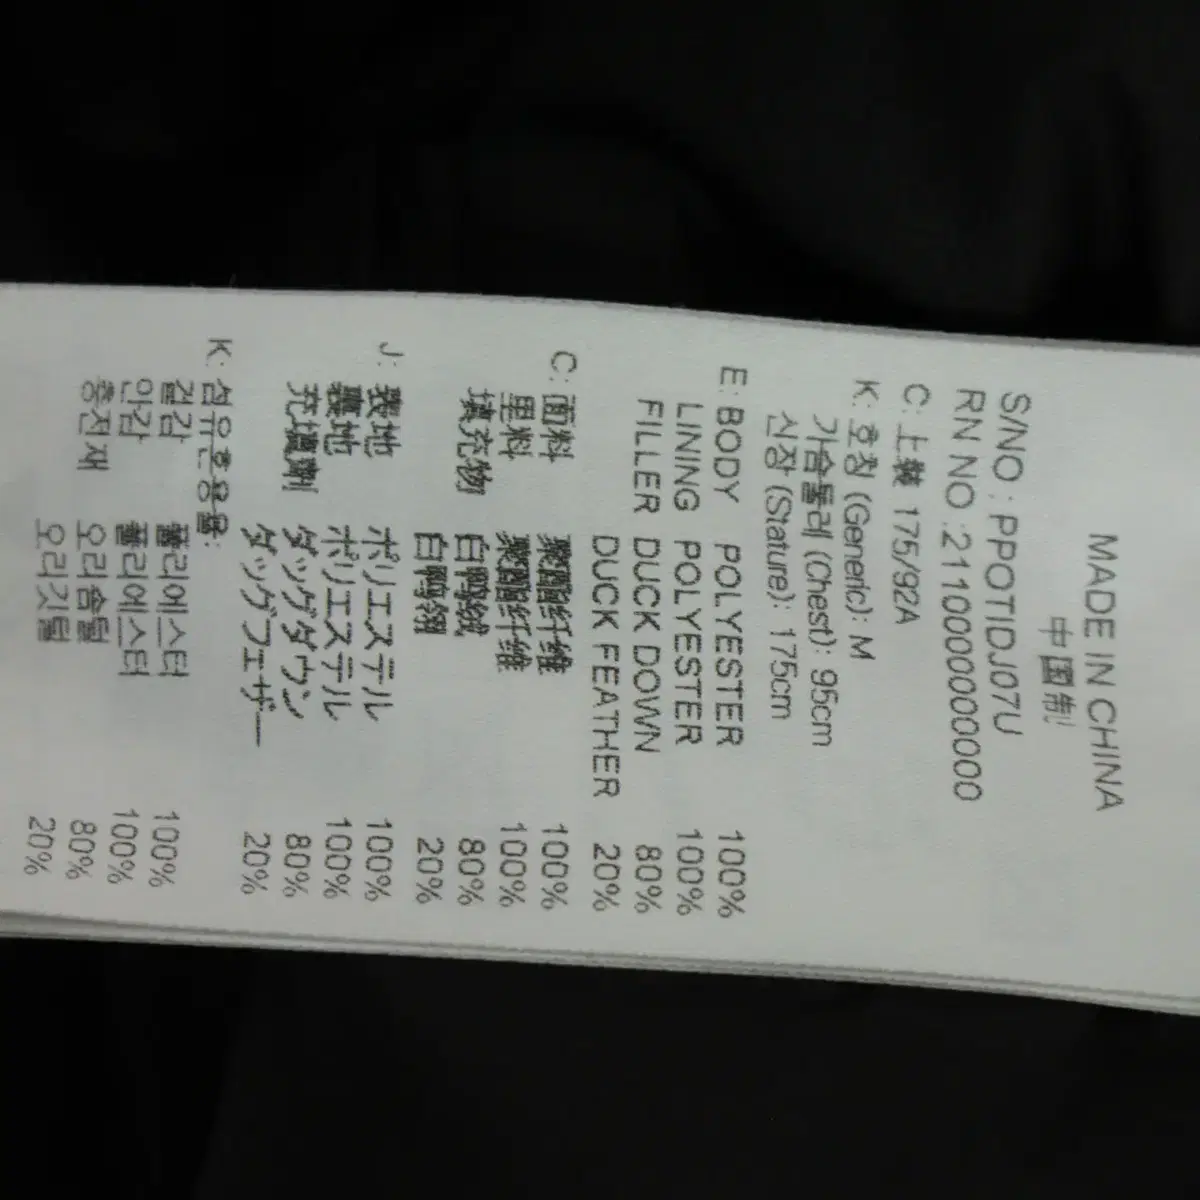 MADE IN CHINA
中国制
S/NO : PPOTIDJ07U
RN NO :2110000000000
C: 上装 175/92A
K: 호칭 (Generic): M
가슴둘레 (Chest): 95cm
신장 (Stature): 175cm
E: BODY POLYESTER 100%
LINING POLYESTER 100%
FILLER DUCK DOWN 80%
DUCK FEATHER 20%
C: 面料 聚酯纤维 100%
里料 聚酯纤维 100%
填充物 白鸭绒 80%
白鸭翎 20%
J: 表地 ポリエステル 100%
裏地 ポリエステル 100%
充填剤 ダックダウン 80%
ダックフェザー 20%
K: 섬유혼용율:
겉감 폴리에스터 100%
안감 폴리에스터 100%
충전재 오리솜털 80%
오리깃털 20%